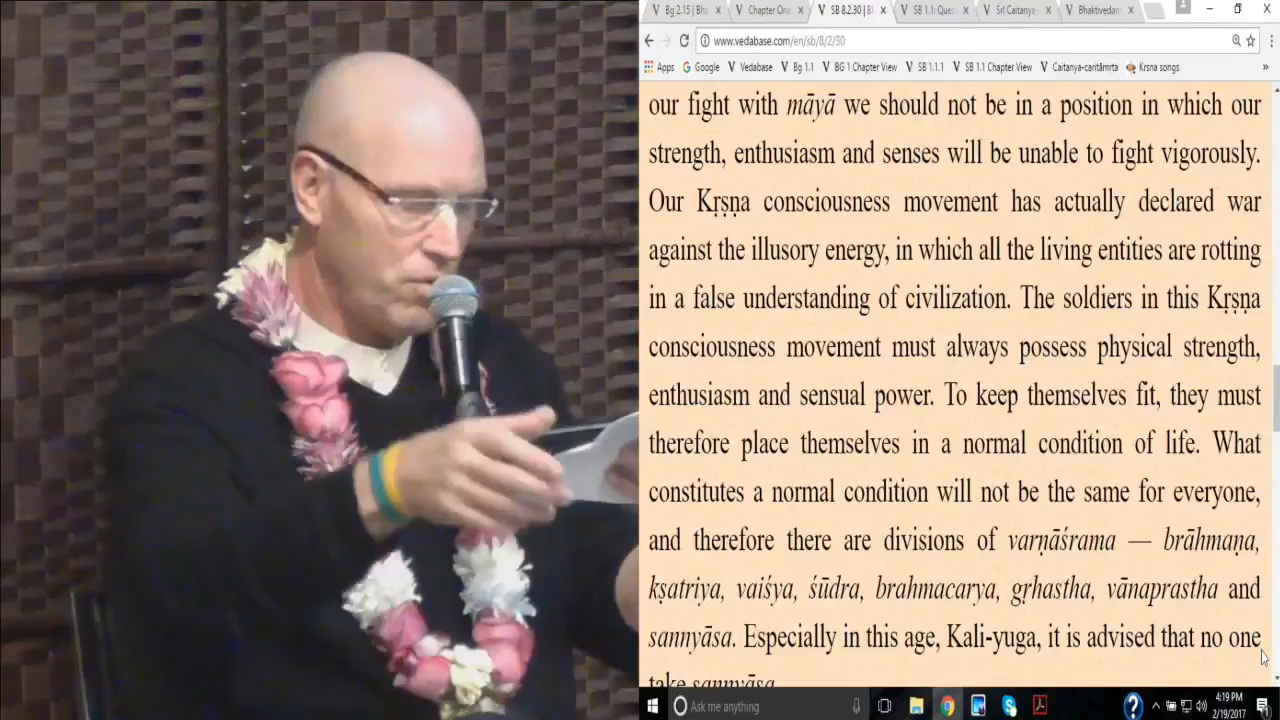 Bg 2.15 | Bha
Chapter One
SB 8.2.30 | B
SB 1.1: Ques
Śrī Caitanya-
Bhaktivedan
www.vedabase.com/en/sb/8/2/30
Apps Google Vedabase Bg 1.1 BG 1 Chapter View SB 1.1.1 SB 1.1 Chapter View Caitanya-caritāmṛta Krsna songs »
our fight with māyā we should not be in a position in which our
strength, enthusiasm and senses will be unable to fight vigorously.
Our Kṛṣṇa consciousness movement has actually declared war
against the illusory energy, in which all the living entities are rotting
in a false understanding of civilization. The soldiers in this Kṛṣṇa
consciousness movement must always possess physical strength,
enthusiasm and sensual power. To keep themselves fit, they must
therefore place themselves in a normal condition of life. What
constitutes a normal condition will not be the same for everyone,
and therefore there are divisions of varṇāśrama — brāhmaṇa,
kṣatriya, vaiśya, śūdra, brahmacarya, gṛhastha, vānaprastha and
sannyāsa. Especially in this age, Kali-yuga, it is advised that no one
take sannyāsa
Ask me anything
4:19 PM
2/19/2017